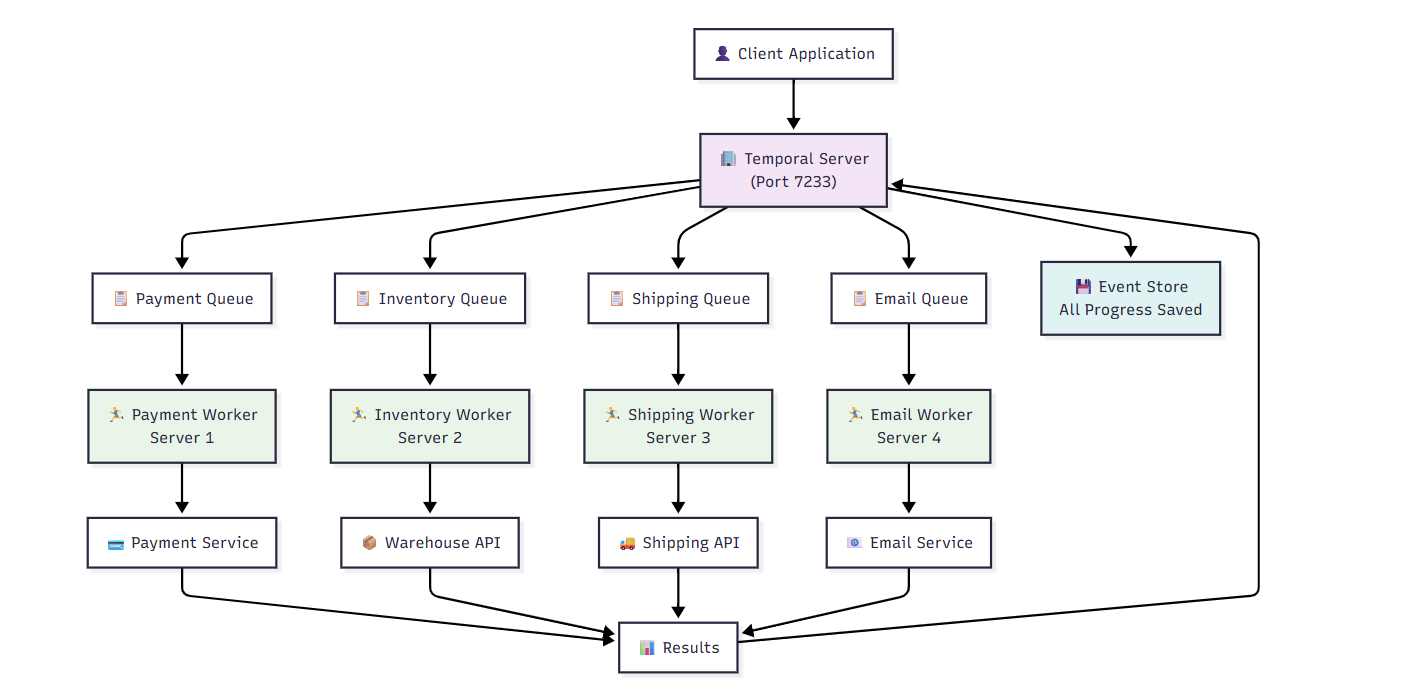 Client Application
Temporal Server
(Port 7233)
Payment Queue
Inventory Queue
Shipping Queue
Email Queue
Event Store
All Progress Saved
Payment Worker
Server 1
Inventory Worker
Server 2
Shipping Worker
Server 3
Email Worker
Server 4
Payment Service
Warehouse API
Shipping API
Email Service
Results